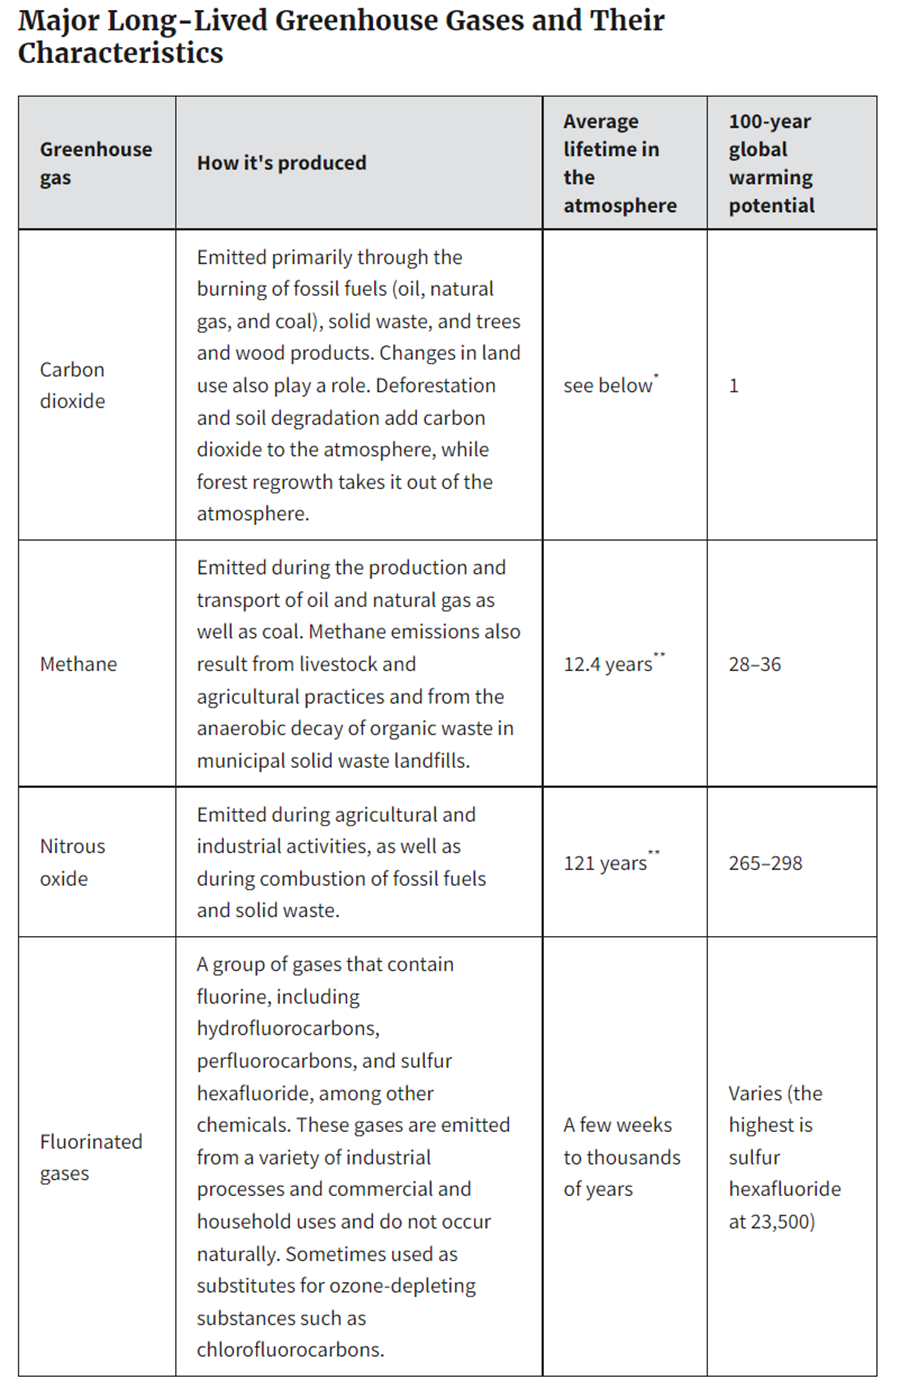 Major Long-Lived Greenhouse Gases and Their
Characteristics
Greenhouse
gas
How it's produced
Average
lifetime in
the
atmosphere
100-year
global
warming
potential
Carbon
dioxide
Emitted primarily through the
burning of fossil fuels (oil, natural
gas, and coal), solid waste, and trees
and wood products. Changes in land
use also play a role. Deforestation
and soil degradation add carbon
dioxide to the atmosphere, while
forest regrowth takes it out of the
atmosphere.
see below*
1
Methane
Emitted during the production and
transport of oil and natural gas as
well as coal. Methane emissions also
result from livestock and
agricultural practices and from the
anaerobic decay of organic waste in
municipal solid waste landfills.
12.4 years**
28–36
Nitrous
oxide
Emitted during agricultural and
industrial activities, as well as
during combustion of fossil fuels
and solid waste.
121 years**
265–298
Fluorinated
gases
A group of gases that contain
fluorine, including
hydrofluorocarbons,
perfluorocarbons, and sulfur
hexafluoride, among other
chemicals. These gases are emitted
from a variety of industrial
processes and commercial and
household uses and do not occur
naturally. Sometimes used as
substitutes for ozone-depleting
substances such as
chlorofluorocarbons.
A few weeks
to thousands
of years
Varies (the
highest is
sulfur
hexafluoride
at 23,500)